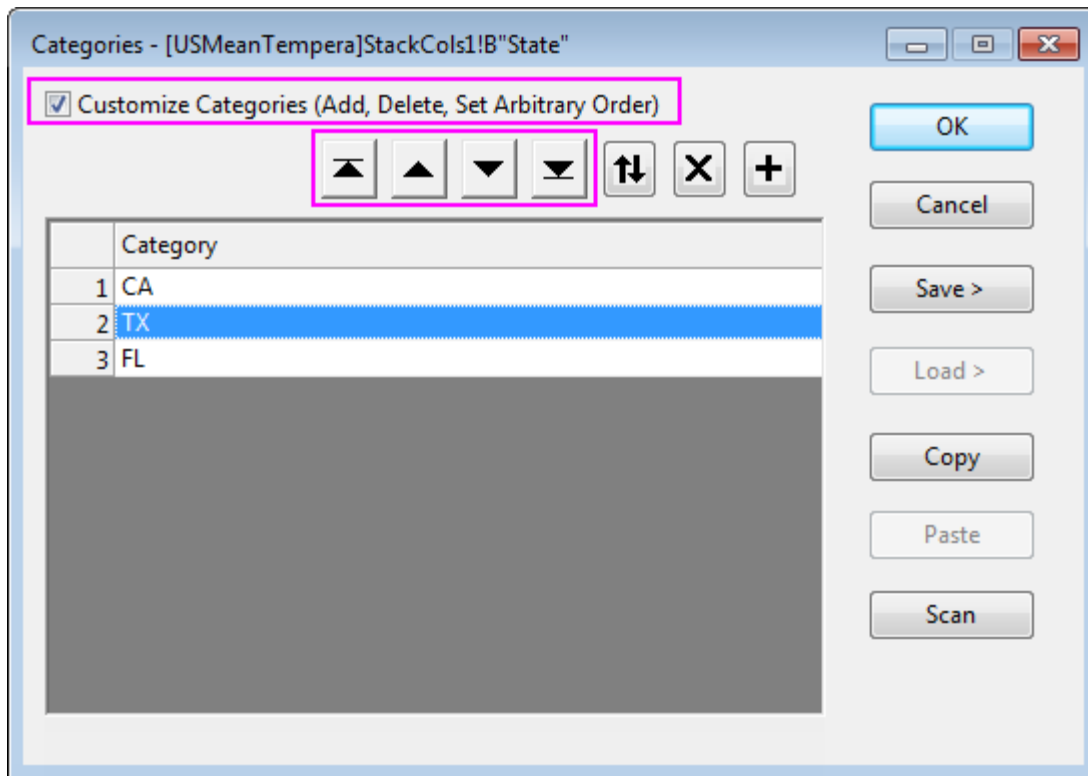 Categories - [USMeanTempera]StackCols1!B"State"
Customize Categories (Add, Delete, Set Arbitrary Order)
OK
Cancel
Category
1 CA
Save >
2 TX
3 FL
Load >
Copy
Paste
Scan